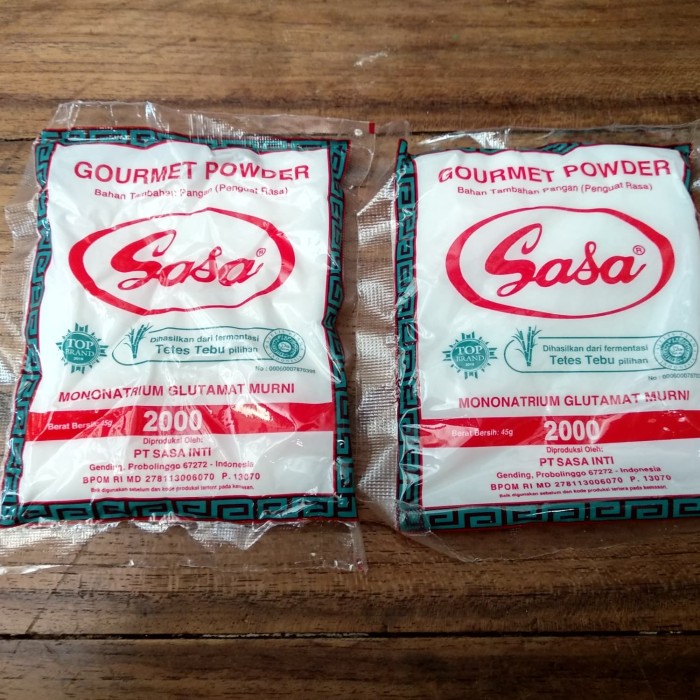 GOURMET POWDER
Bahan Tambahan Pangan (Penguat Rasa)
Sasa®
TOP
BRAND
Dihasilkan dari fermentasi
Tetes Tebu pilihan
MONONATRIUM GLUTAMAT MURNI
Berat Bersih: 45g
2000
Diproduksi Oleh:
PT SASA INTI
Gending, Probolinggo 67272 - Indonesia
BPOM RI MD 278113006070 P. 13070
GOURMET POWDER
Bahan Tambahan Pangan (Penguat Rasa)
Sasa®
TOP
BRAND
Dihasilkan dari fermentasi
Tetes Tebu pilihan
MONONATRIUM GLUTAMAT MURNI
Berat Bersih: 45g
2000
Diproduksi Oleh:
PT SASA INTI
Gending, Probolinggo 67272 - Indonesia
BPOM RI MD 278113006070 P. 13070